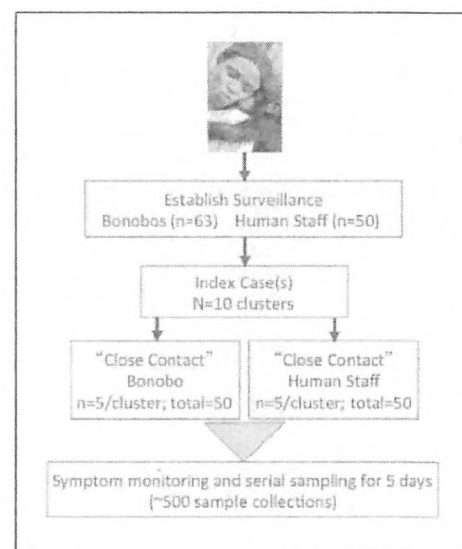 Establish Surveillance
Bonobos (n=63) Human Staff (n=50)
Index Case(s)
N=10 clusters
"Close Contact"
Bonobo
n=5/cluster; total=50
"Close Contact"
Human Staff
n=5/cluster; total=50
Symptom monitoring and serial sampling for 5 days
(~500 sample collections)